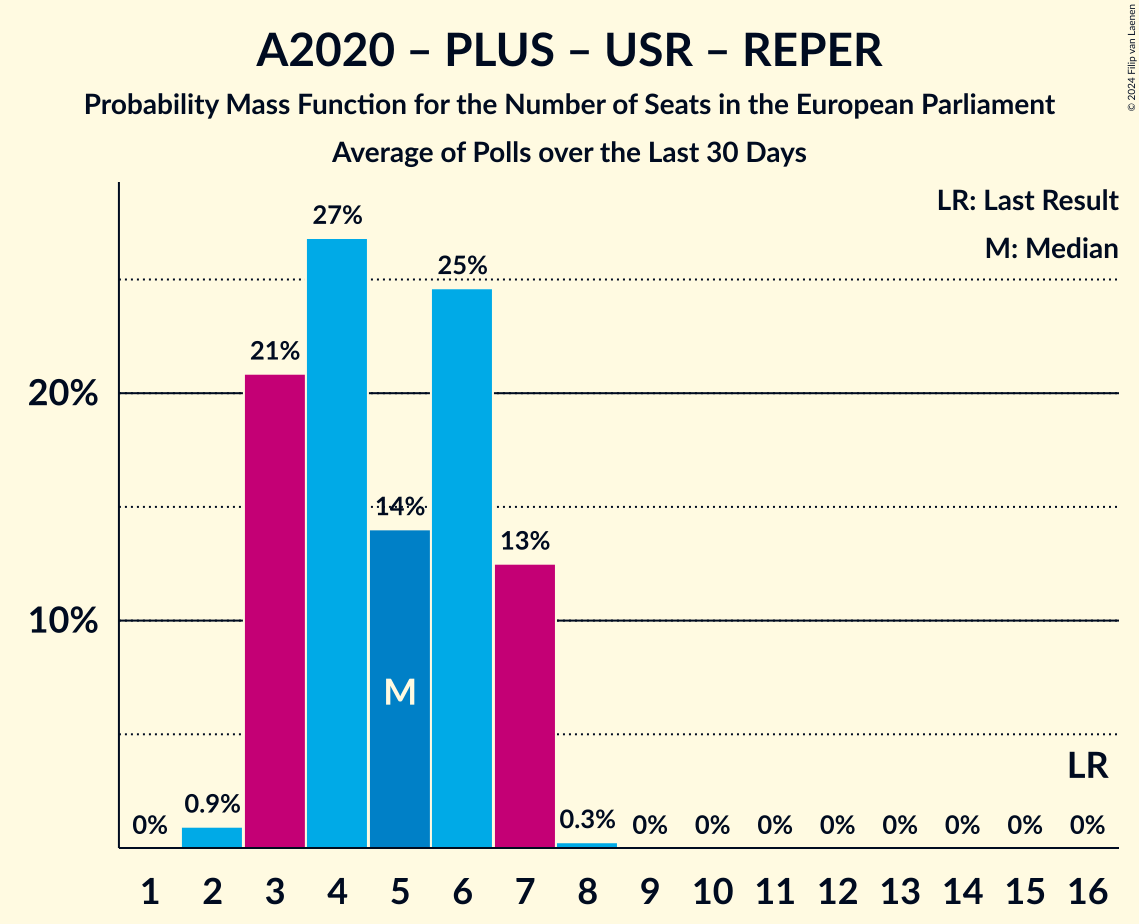 A2020 – PLUS – USR – REPER
Probability Mass Function for the Number of Seats in the European Parliament
Average of Polls over the Last 30 Days
© 2024 Filip van Laenen
LR: Last Result
M: Median
20%
10%
0%
0.9%
21%
27%
14%
25%
13%
0.3%
0%
0%
0%
0%
0%
0%
0%
0%
M
LR
1 2 3 4 5 6 7 8 9 10 11 12 13 14 15 16